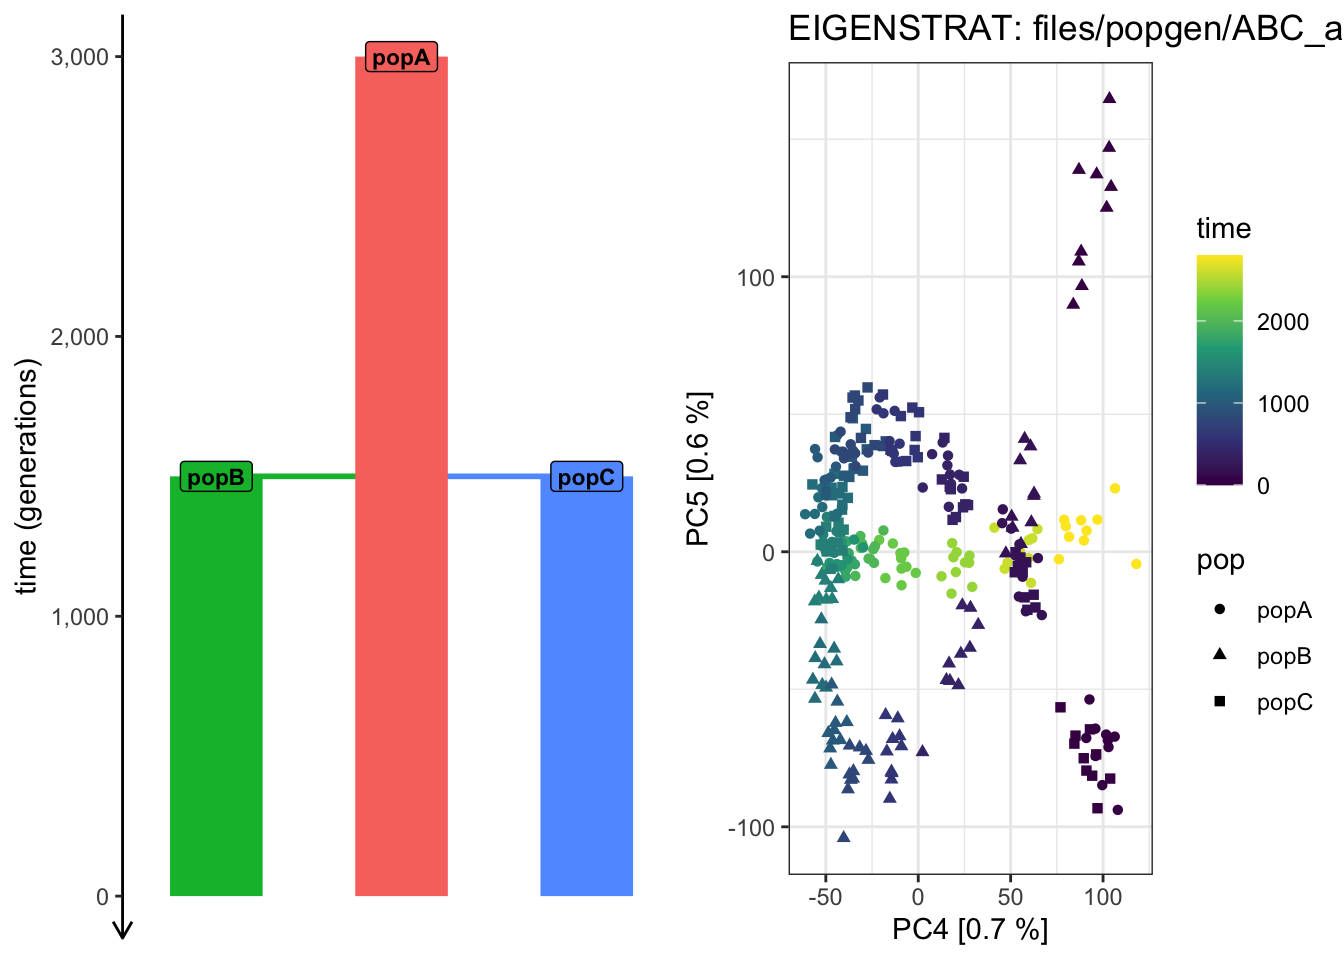 time (generations)
3,000
2,000
1,000
0
popA
popB
popC
EIGENSTRAT: files/popgen/ABC_a
PC5 [0.6 %]
100
0
-100
-50
0
50
100
PC4 [0.7 %]
time
2000
1000
0
pop
popA
popB
popC